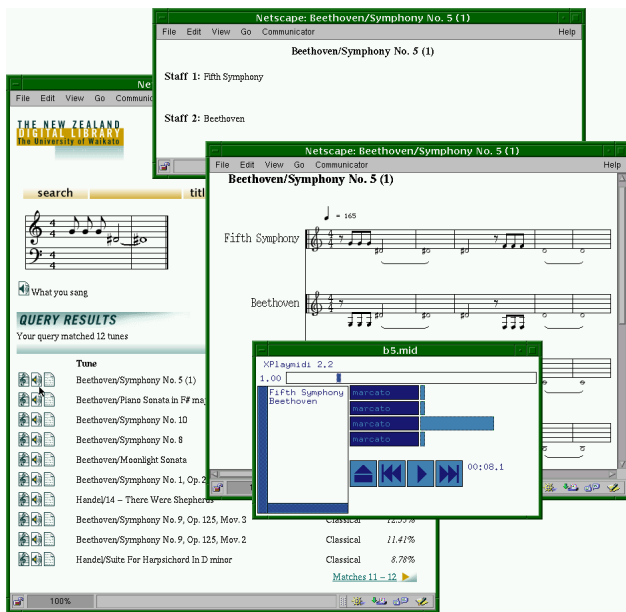 Netscape: Beethoven/Symphony No. 5 (1)
File Edit View Go Communicator Help
Beethoven/Symphony No. 5 (1)
Staff 1: Fifth Symphony
Staff 2: Beethoven
Ne
File Edit View Go Communic
THE NEW ZEALAND
DIGITAL LIBRARY
The University of Waikato
search titl
What you sang
QUERY RESULTS
Your query matched 12 tunes
Tune
Beethoven/Symphony No. 5 (1)
Beethoven/Piano Sonata in F# maj
Beethoven/Symphony No. 10
Beethoven/Symphony No. 8
Beethoven/Moonlight Sonata
Beethoven/Symphony No. 1, Op. 2
Handel/14 – There Were Shepherds
Beethoven/Symphony No. 9, Op. 125, Mov. 3 Classical 12.55%
Beethoven/Symphony No. 9, Op. 125, Mov. 2 Classical 11.41%
Handel/Suite For Harpsichord In D minor Classical 8.78%
Matches 11 – 12
100%
Netscape: Beethoven/Symphony No. 5 (1)
File Edit View Go Communicator Help
Beethoven/Symphony No. 5 (1)
= 165
Fifth Symphony
Beethoven
b5.mid
XPlaymidi 2.2
1.00
Fifth Symphony
Beethoven
marcato
marcato
marcato
marcato
00:08.1